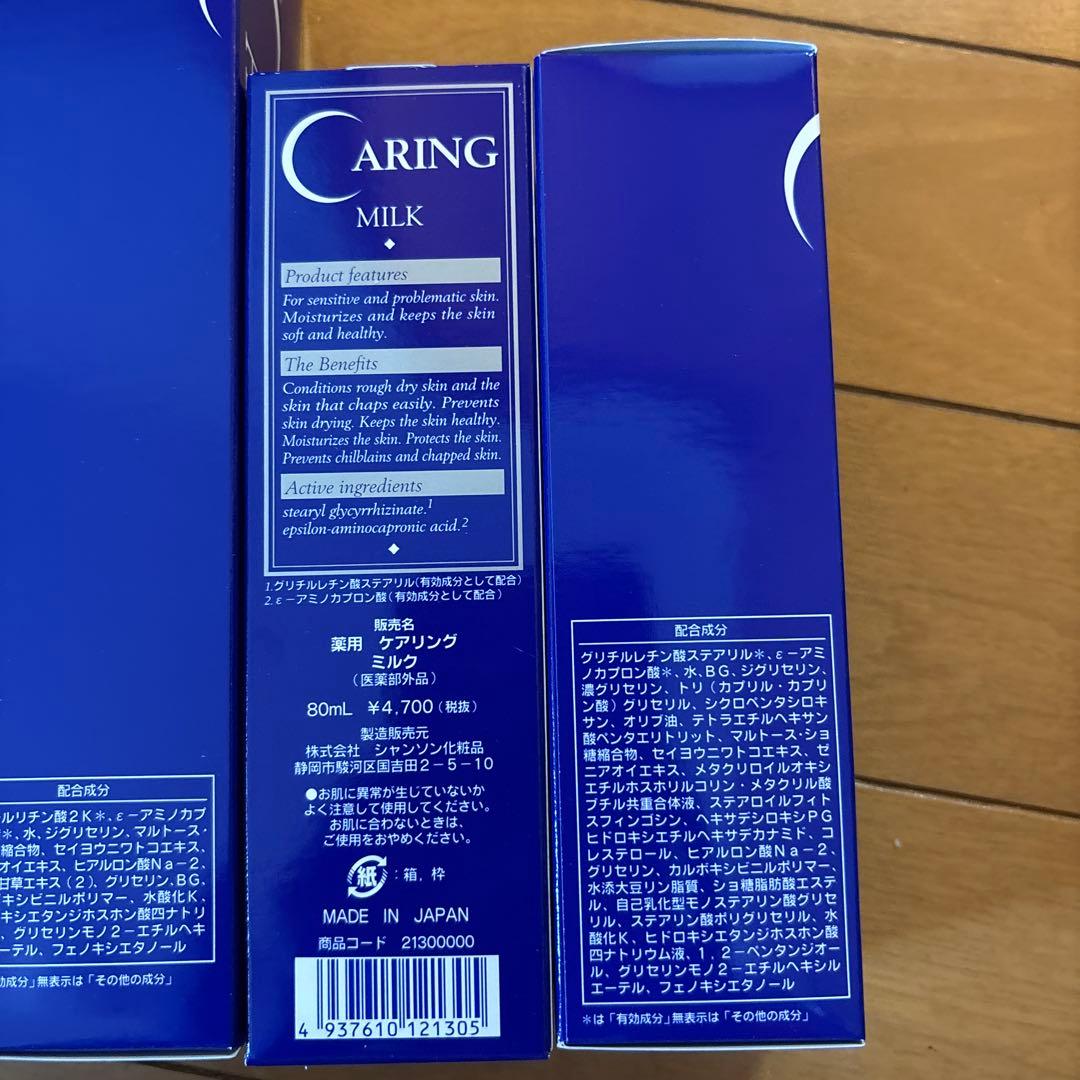 CARING
MILK
Product features
For sensitive and problematic skin.
Moisturizes and keeps the skin
soft and healthy.
The Benefits
Conditions rough dry skin and the
skin that chaps easily. Prevents
skin drying. Keeps the skin healthy.
Moisturizes the skin. Protects the skin.
Prevents chilblains and chapped skin.
Active ingredients
stearyl glycyrrhizinate.1
epsilon-aminocapronic acid.2
1.グリチルレチン酸ステアリル(有効成分として配合)
2.ε-アミノカプロン酸(有効成分として配合)
販売名
薬用 ケアリング
ミルク
(医薬部外品)
80mL ¥4,700(税抜)
製造販売元
株式会社 シャンソン化粧品
静岡市駿河区国吉田2-5-10
●お肌に異常が生じていないか
よく注意して使用してください。
お肌に合わないときは、
ご使用をおやめください。
紙:箱,枠
MADE IN JAPAN
商品コード 21300000
4 937610 121305
配合成分
グリチルレチン酸ステアリル＊、ε-アミ
ノカプロン酸＊、水、BG、ジグリセリン、
濃グリセリン、トリ(カプリル・カプリ
ン酸)グリセリル、シクロペンタシロキ
サン、オリブ油、テトラエチルヘキサン
酸ペンタエリトリット、マルトース・ショ
糖縮合物、セイヨウニワトコエキス、ゼ
ニアオイエキス、メタクリロイルオキシ
エチルホスホリルコリン・メタクリル酸
ブチル共重合体液、ステアロイルフィト
スフィンゴシン、ヘキサデシロキシPG
ヒドロキシエチルヘキサデカナミド、コ
レステロール、ヒアルロン酸Na-2、
グリセリン、カルボキシビニルポリマー、
水添大豆リン脂質、ショ糖脂肪酸エステ
ル、自己乳化型モノステアリン酸グリセ
リル、ステアリン酸ポリグリセリル、水
酸化K、ヒドロキシエタンジホスホン酸
四ナトリウム液、1,2-ペンタンジオー
ル、グリセリンモノ2-エチルヘキシル
エーテル、フェノキシエタノール
＊は「有効成分」無表示は「その他の成分」
配合成分
ルリチン酸2K＊、ε-アミノカプ
＊、水、ジグリセリン、マルトース・
縮合物、セイヨウニワトコエキス、
オイエキス、ヒアルロン酸Na-2、
甘草エキス(2)、グリセリン、BG、
キシビニルポリマー、水酸化K、
キシエタンジホスホン酸四ナトリ
、グリセリンモノ2-エチルヘキ
ーテル、フェノキシエタノール
効成分」無表示は「その他の成分」